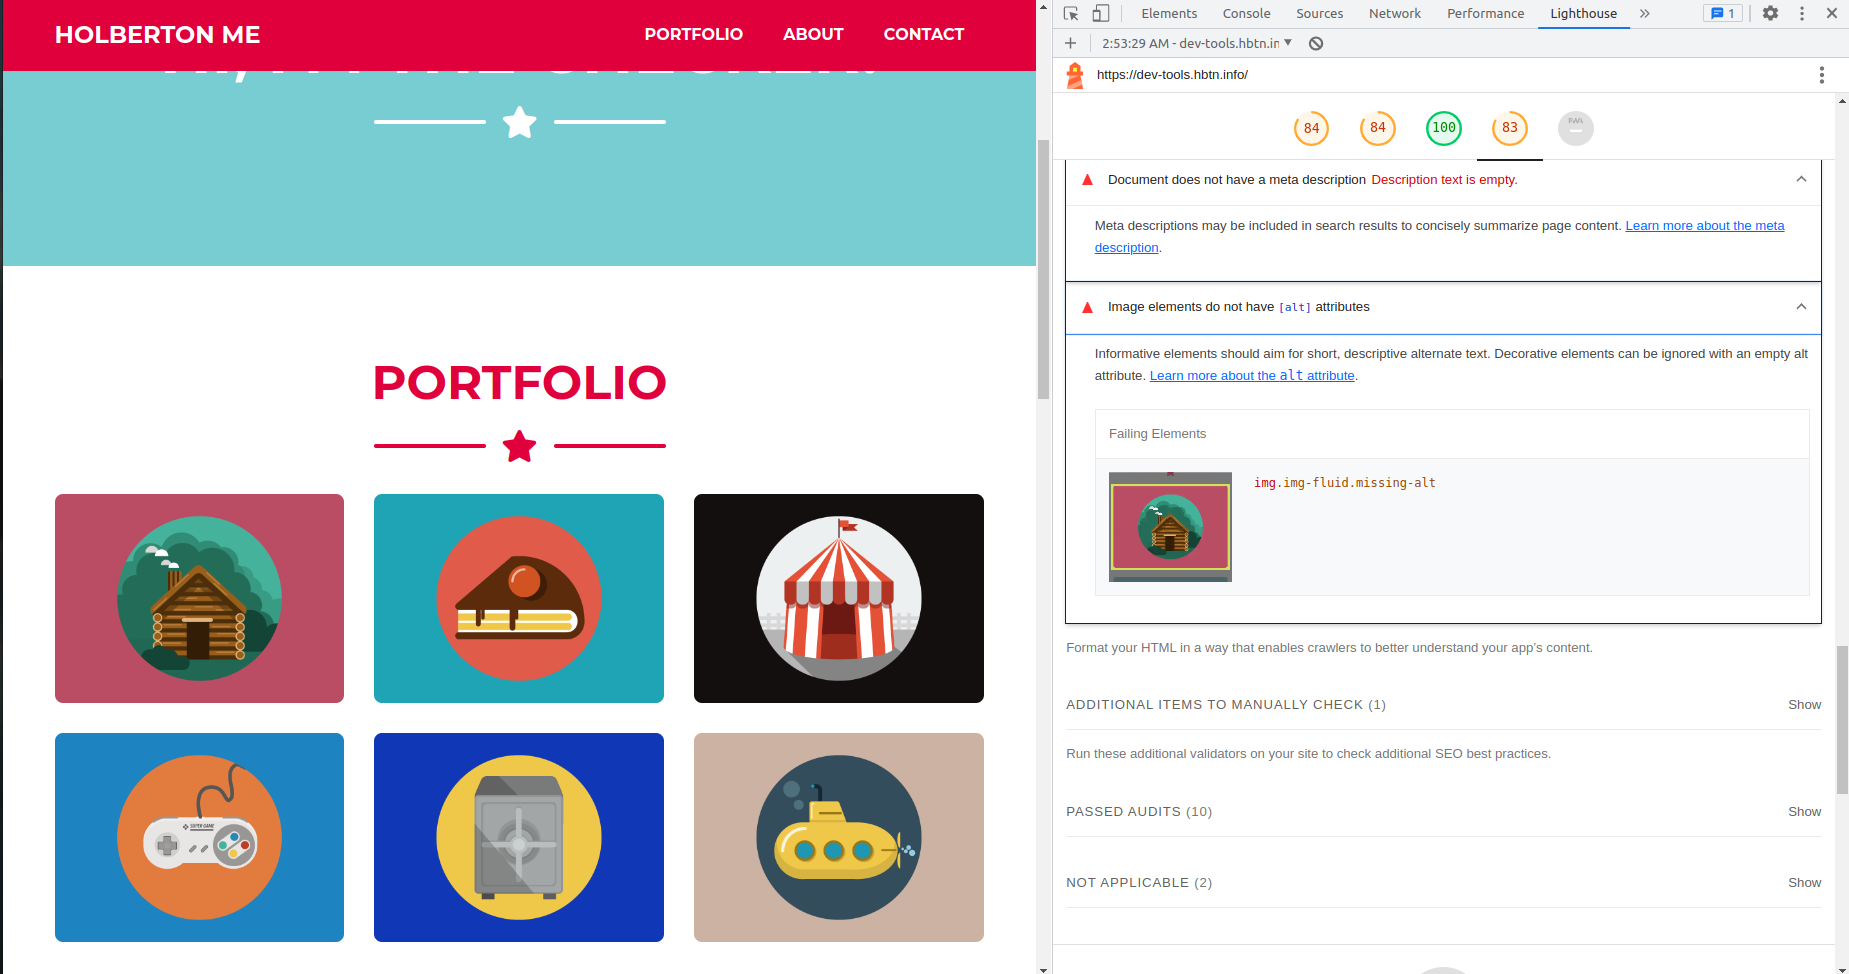 HOLBERTON ME
PORTFOLIO ABOUT CONTACT
PORTFOLIO
SUPER GAME
Elements Console Sources Network Performance Lighthouse » 1
2:53:29 AM - dev-tools.hbtn.in
https://dev-tools.hbtn.info/
84 84 100 83 PWA
Document does not have a meta description Description text is empty.
Meta descriptions may be included in search results to concisely summarize page content. Learn more about the meta
description.
Image elements do not have [alt] attributes
Informative elements should aim for short, descriptive alternate text. Decorative elements can be ignored with an empty alt
attribute. Learn more about the alt attribute.
Failing Elements
img.img-fluid.missing-alt
Format your HTML in a way that enables crawlers to better understand your app's content.
ADDITIONAL ITEMS TO MANUALLY CHECK (1) Show
Run these additional validators on your site to check additional SEO best practices.
PASSED AUDITS (10) Show
NOT APPLICABLE (2) Show